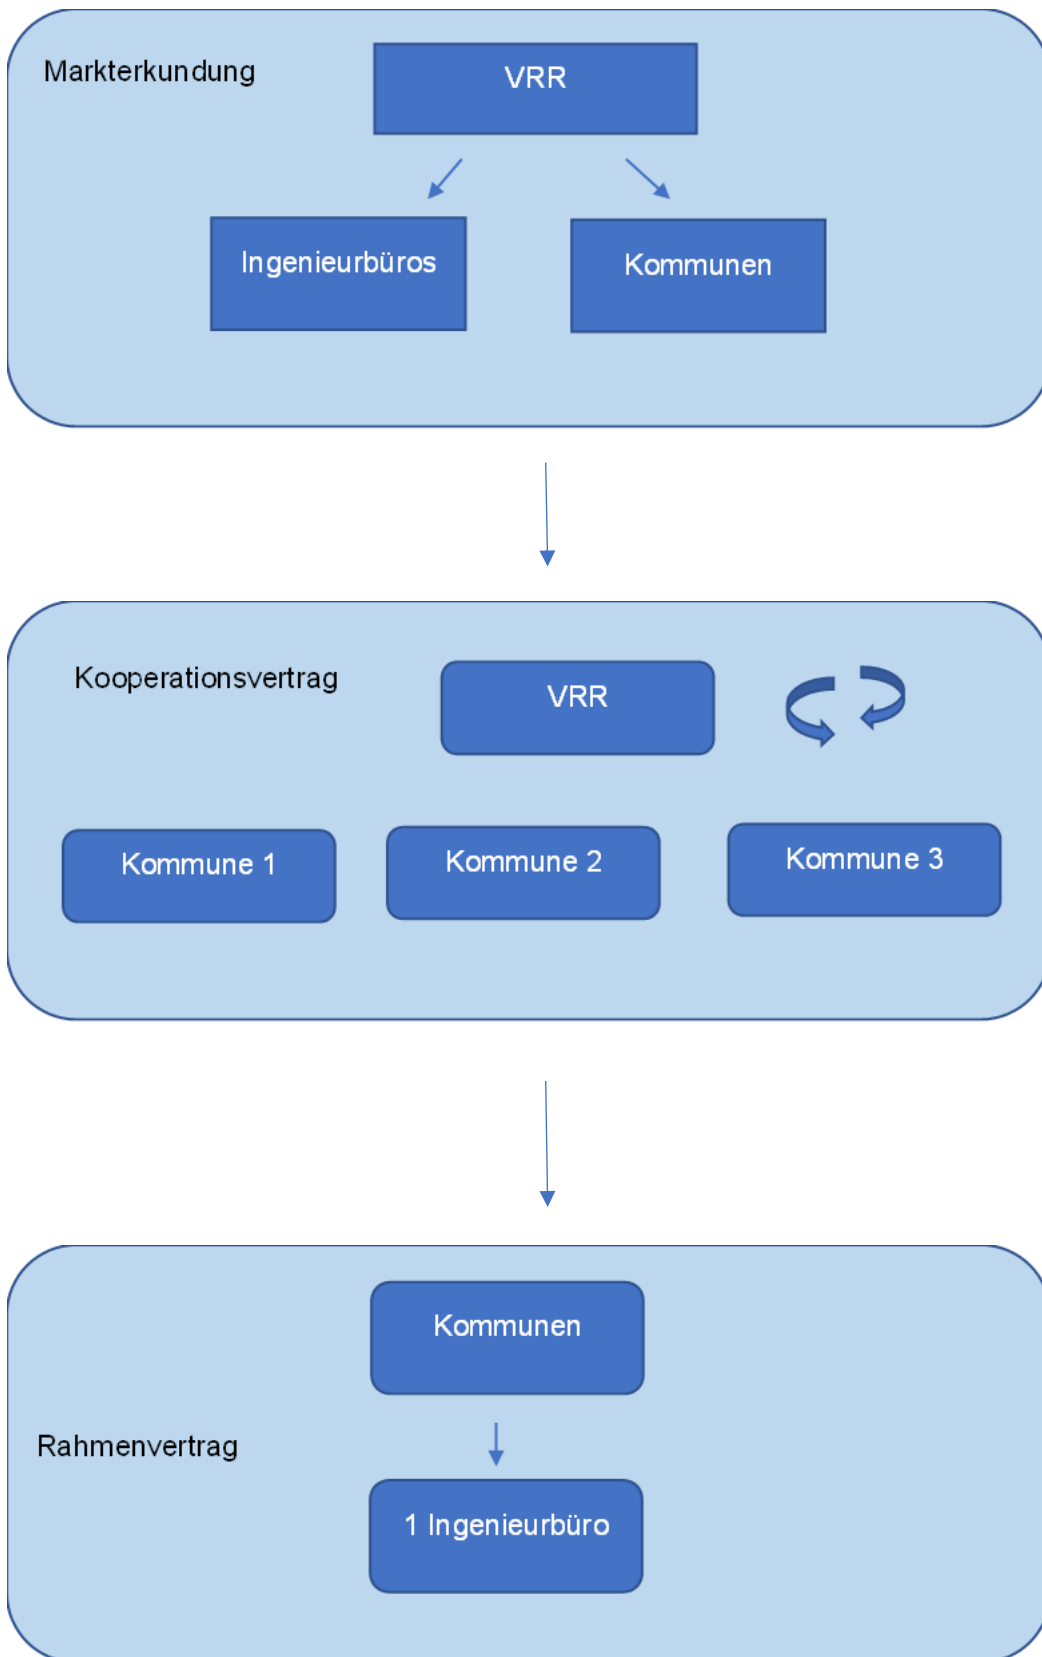 Markterkundung
VRR
Ingenieurbüros
Kommunen
Kooperationsvertrag
VRR
Kommune 1
Kommune 2
Kommune 3
Kommunen
Rahmenvertrag
1 Ingenieurbüro